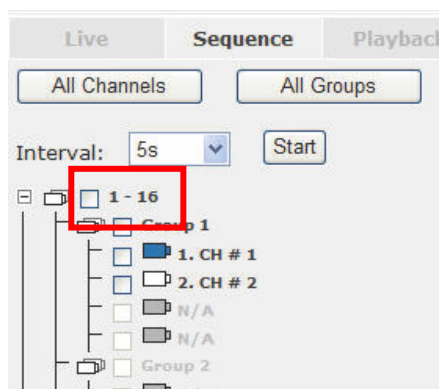 Live Sequence Playbac
All Channels All Groups
Interval: 5s Start
1 - 16
Group 1
1. CH # 1
2. CH # 2
N/A
N/A
Group 2